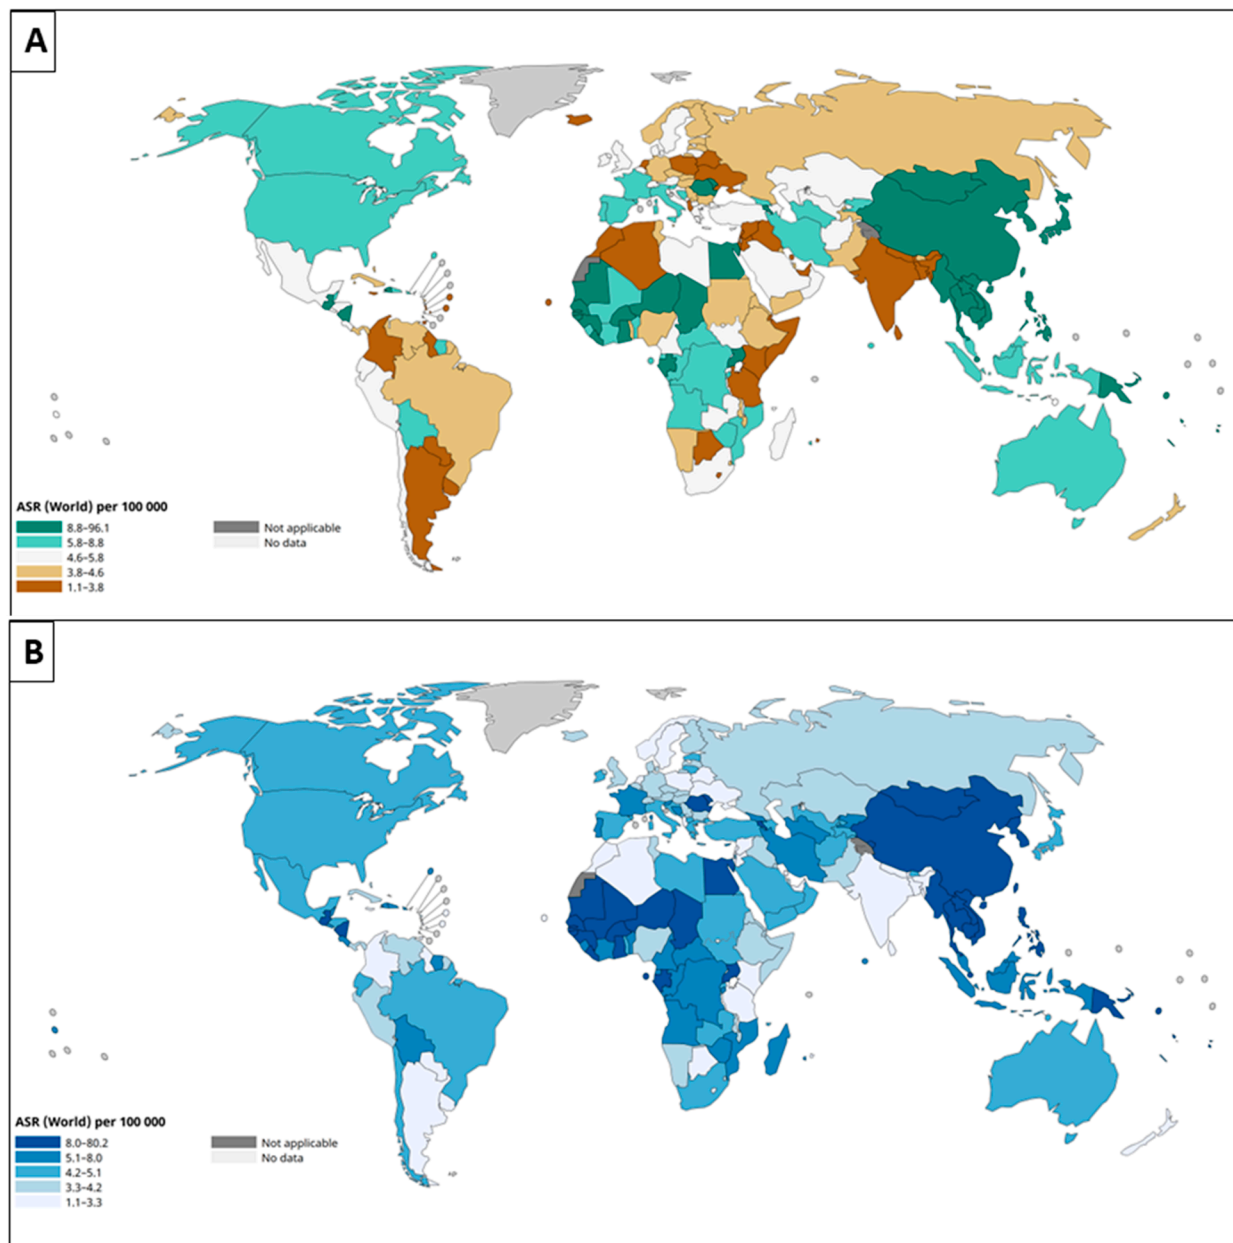 A
ASR (World) per 100 000
8.8–96.1
5.8–8.8
4.6–5.8
3.8–4.6
1.1–3.8
Not applicable
No data
B
ASR (World) per 100 000
8.0–80.2
5.1–8.0
4.2–5.1
3.3–4.2
1.1–3.3
Not applicable
No data